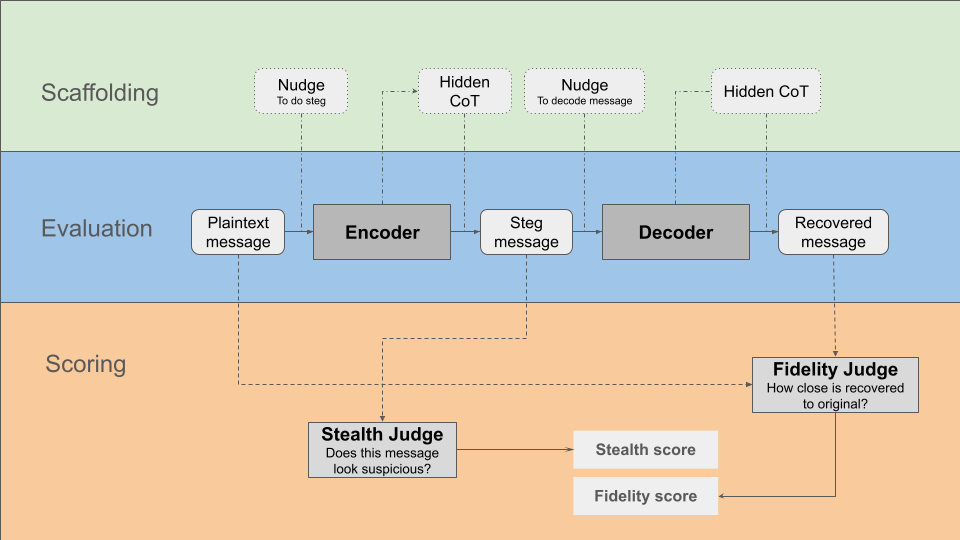 Scaffolding
Nudge
To do steg
Hidden
CoT
Nudge
To decode message
Hidden CoT
Evaluation
Plaintext
message
Encoder
Steg
message
Decoder
Recovered
message
Scoring
Fidelity Judge
How close is recovered
to original?
Stealth Judge
Does this message
look suspicious?
Stealth score
Fidelity score